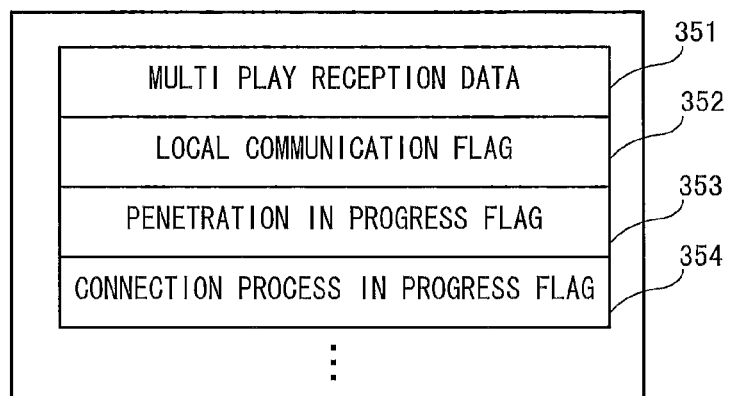 MULTI PLAY RECEPTION DATA 351
LOCAL COMMUNICATION FLAG 352
PENETRATION IN PROGRESS FLAG 353
CONNECTION PROCESS IN PROGRESS FLAG 354